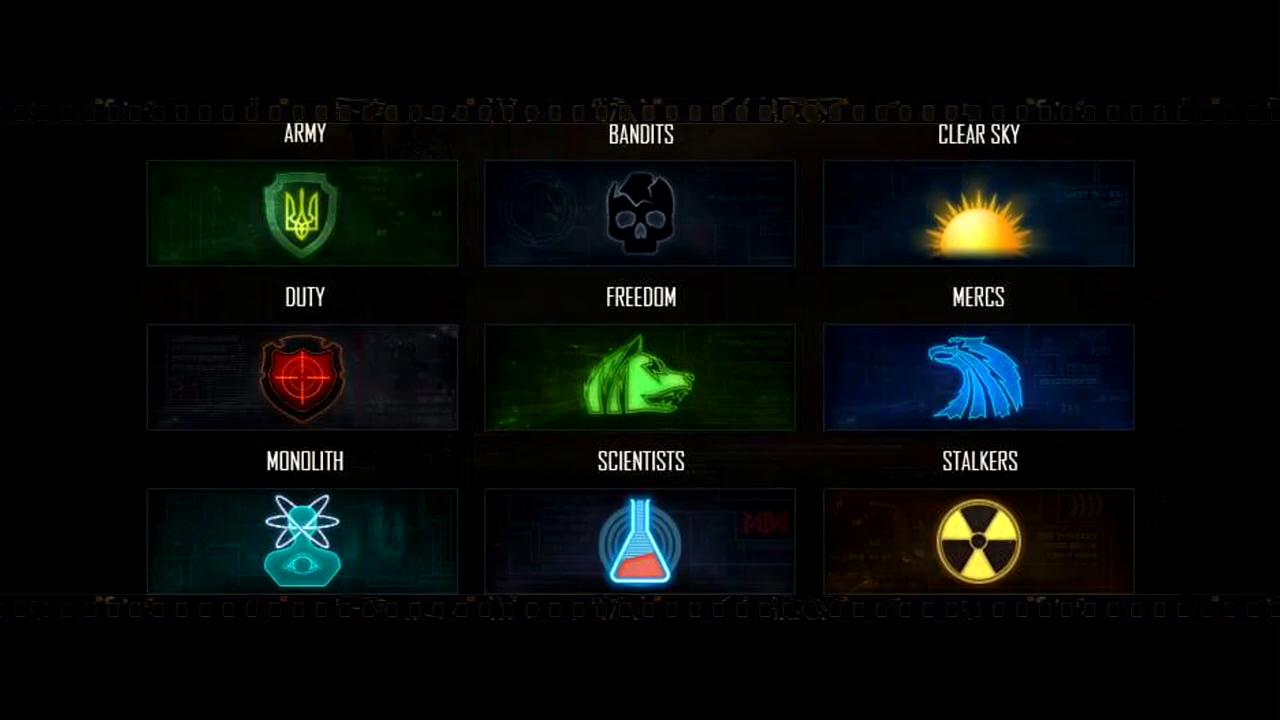 ARMY
BANDITS
CLEAR SKY
DUTY
FREEDOM
MERCS
MONOLITH
SCIENTISTS
STALKERS